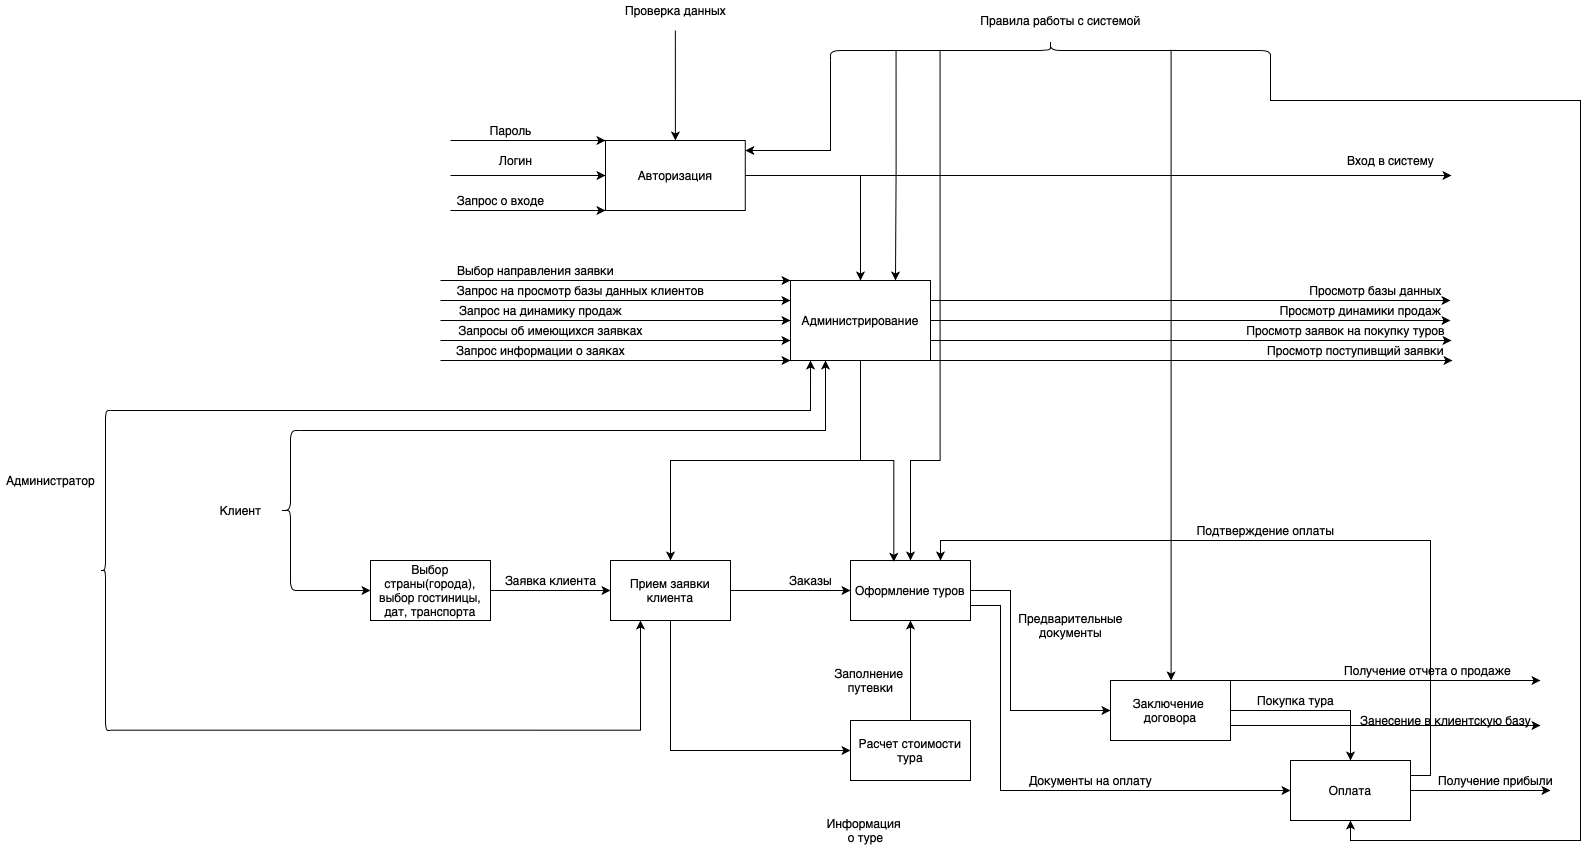 Проверка данных
Правила работы с системой
Пароль
Логин
Запрос о входе
Авторизация
Вход в систему
Выбор направления заявки
Запрос на просмотр базы данных клиентов
Запрос на динамику продаж
Запросы об имеющихся заявках
Запрос информации о заяках
Администрирование
Просмотр базы данных
Просмотр динамики продаж
Просмотр заявок на покупку туров
Просмотр поступивщий заявки
Администратор
Клиент
Выбор
страны(города),
выбор гостиницы,
дат, транспорта
Заявка клиента
Прием заявки
клиента
Заказы
Оформление туров
Подтверждение оплаты
Предварительные
документы
Заполнение
путевки
Расчет стоимости
тура
Заключение
договора
Получение отчета о продаже
Покупка тура
Занесение в клиентскую базу
Документы на оплату
Оплата
Получение прибыли
Информация
о туре